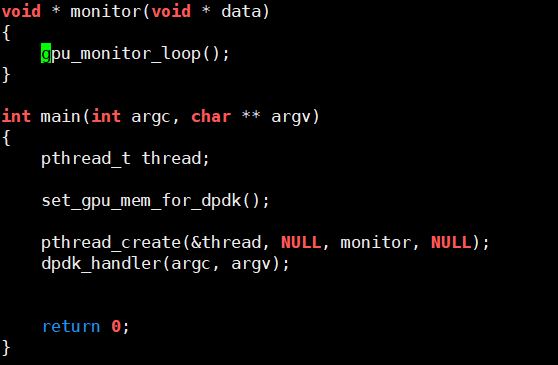 void * monitor(void * data)
{
    gpu_monitor_loop();
}

int main(int argc, char ** argv)
{
    pthread_t thread;

    set_gpu_mem_for_dpdk();

    pthread_create(&thread, NULL, monitor, NULL);
    dpdk_handler(argc, argv);


    return 0;
}